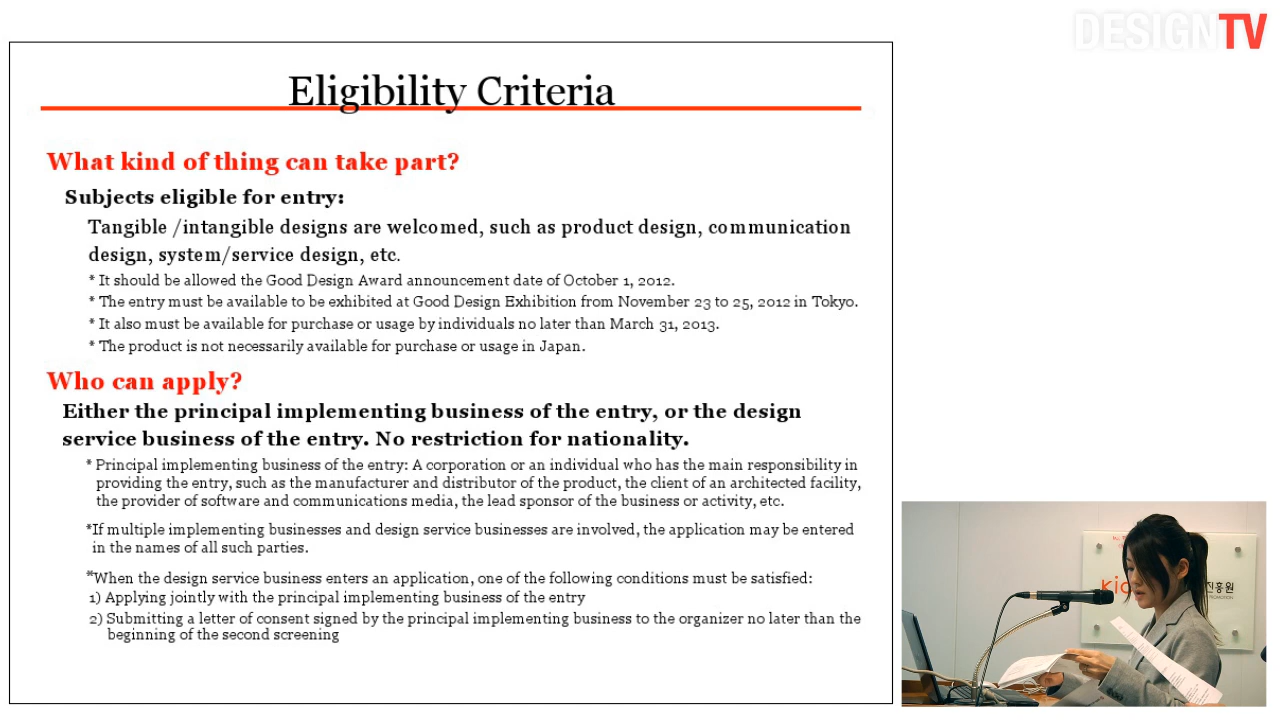 DESIGNTV
Eligibility Criteria
What kind of thing can take part?
Subjects eligible for entry:
Tangible /intangible designs are welcomed, such as product design, communication
design, system/service design, etc.
* It should be allowed the Good Design Award announcement date of October 1, 2012.
* The entry must be available to be exhibited at Good Design Exhibition from November 23 to 25, 2012 in Tokyo.
* It also must be available for purchase or usage by individuals no later than March 31, 2013.
* The product is not necessarily available for purchase or usage in Japan.
Who can apply?
Either the principal implementing business of the entry, or the design
service business of the entry. No restriction for nationality.
* Principal implementing business of the entry: A corporation or an individual who has the main responsibility in
providing the entry, such as the manufacturer and distributor of the product, the client of an architected facility,
the provider of software and communications media, the lead sponsor of the business or activity, etc.
*If multiple implementing businesses and design service businesses are involved, the application may be entered
in the names of all such parties.
*When the design service business enters an application, one of the following conditions must be satisfied:
1) Applying jointly with the principal implementing business of the entry
2) Submitting a letter of consent signed by the principal implementing business to the organizer no later than the
beginning of the second screening
진흥원